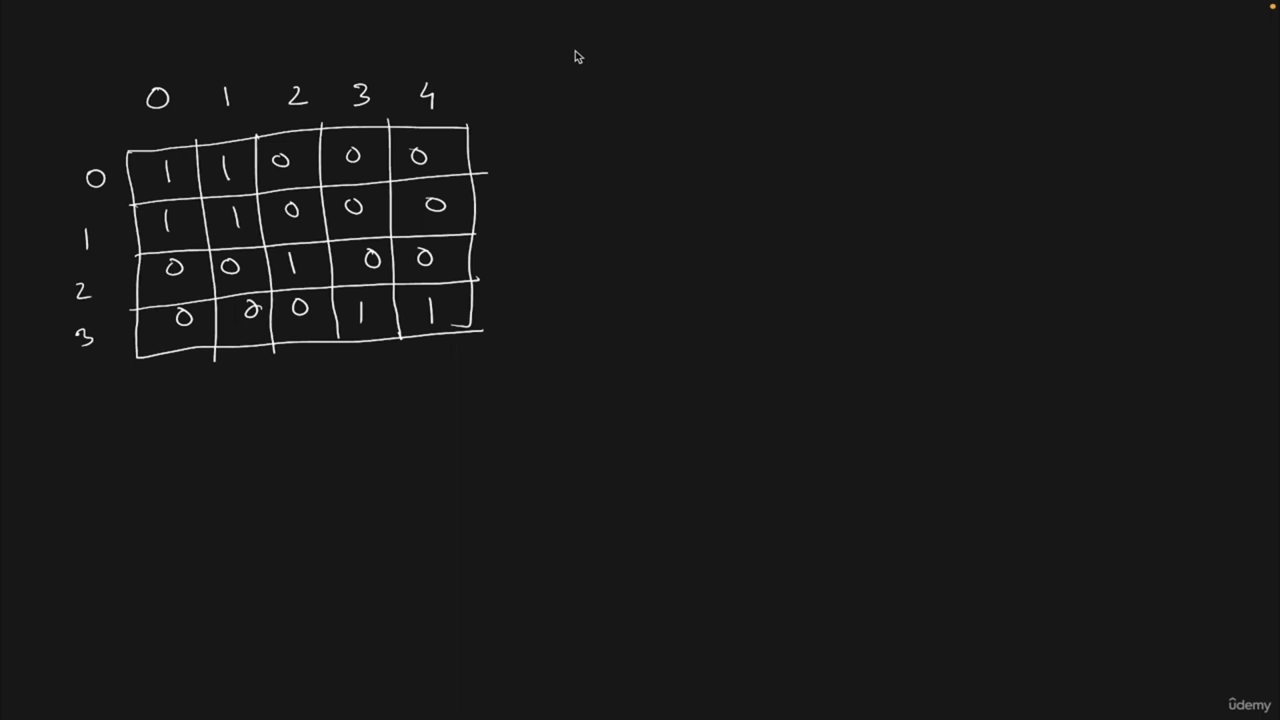 0 1 2 3 4
0 1 1 0 0 0
1 1 1 0 0 0
2 0 0 1 0 0
3 0 0 0 1 1
ûdemy